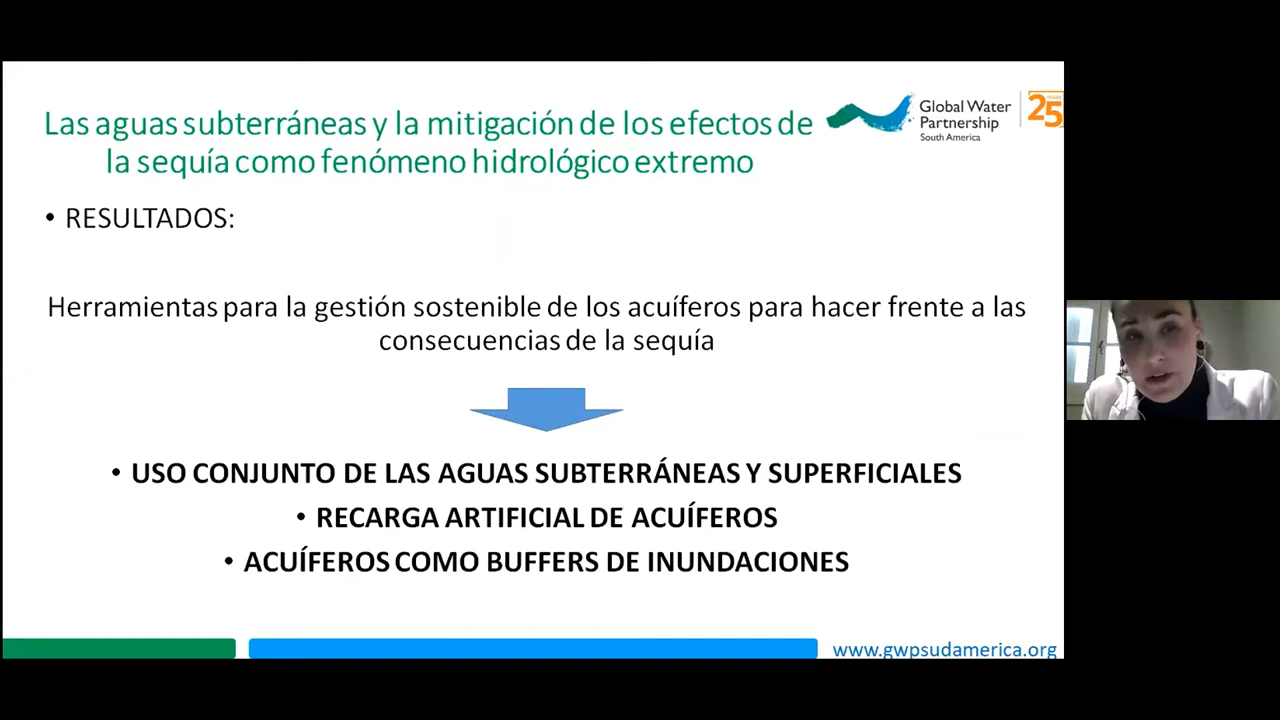 Las aguas subterráneas y la mitigación de los efectos de
la sequía como fenómeno hidrológico extremo
Global Water
Partnership
South America
YEARS
25
• RESULTADOS:
Herramientas para la gestión sostenible de los acuíferos para hacer frente a las
consecuencias de la sequía
• USO CONJUNTO DE LAS AGUAS SUBTERRÁNEAS Y SUPERFICIALES
• RECARGA ARTIFICIAL DE ACUÍFEROS
• ACUÍFEROS COMO BUFFERS DE INUNDACIONES
www.gwpsudamerica.org